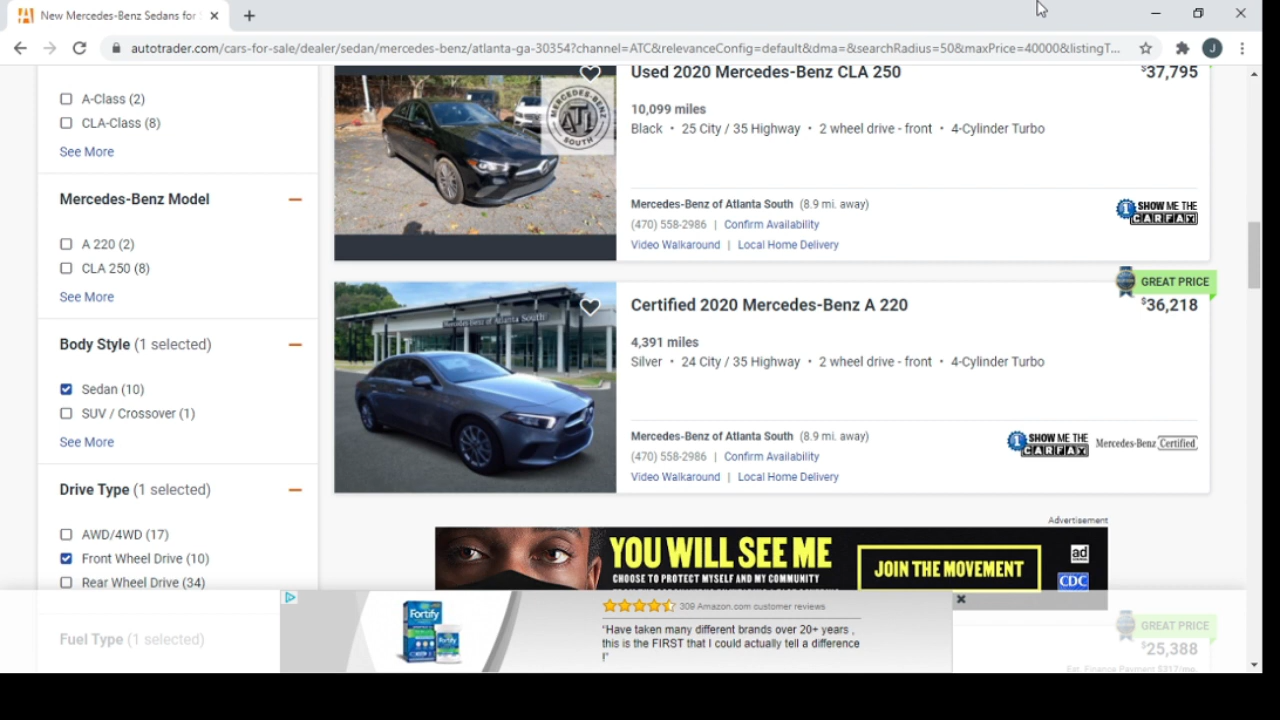 New Mercedes-Benz Sedans for
autotrader.com/cars-for-sale/dealer/sedan/mercedes-benz/atlanta-ga-30354?channel=ATC&relevanceConfig=default&dma=&searchRadius=50&maxPrice=40000&listingT...
J
A-Class (2)
CLA-Class (8)
See More
Mercedes-Benz Model
A 220 (2)
CLA 250 (8)
See More
Body Style (1 selected)
Sedan (10)
SUV / Crossover (1)
See More
Drive Type (1 selected)
AWD/4WD (17)
Front Wheel Drive (10)
Rear Wheel Drive (34)
Fuel Type (1 selected)
MERCEDES-BENZ
ATL
SOUTH
Used 2020 Mercedes-Benz CLA 250
$37,795
10,099 miles
Black • 25 City / 35 Highway • 2 wheel drive - front • 4-Cylinder Turbo
Mercedes-Benz of Atlanta South (8.9 mi. away)
(470) 558-2986 | Confirm Availability
Video Walkaround | Local Home Delivery
1 SHOW ME THE
CARFAX
GREAT PRICE
Mercedes-Benz of Atlanta South
Certified 2020 Mercedes-Benz A 220
$36,218
4,391 miles
Silver • 24 City / 35 Highway • 2 wheel drive - front • 4-Cylinder Turbo
Mercedes-Benz of Atlanta South (8.9 mi. away)
(470) 558-2986 | Confirm Availability
Video Walkaround | Local Home Delivery
1 SHOW ME THE
CARFAX
Mercedes-Benz Certified
Advertisement
YOU WILL SEE ME
CHOOSE TO PROTECT MYSELF AND MY COMMUNITY
JOIN THE MOVEMENT
ad
CDC
Fortify
309 Amazon.com customer reviews
"Have taken many different brands over 20+ years ,
this is the FIRST that I could actually tell a difference
!"
GREAT PRICE
$25,388
Est. Finance Payment $317/mo.